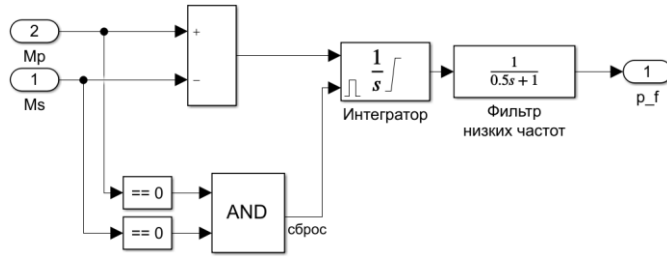 2
Mp
1
Ms
+
−
1
s
Интегратор
1
0.5s + 1
Фильтр
низких частот
1
p_f
== 0
== 0
AND
сброс